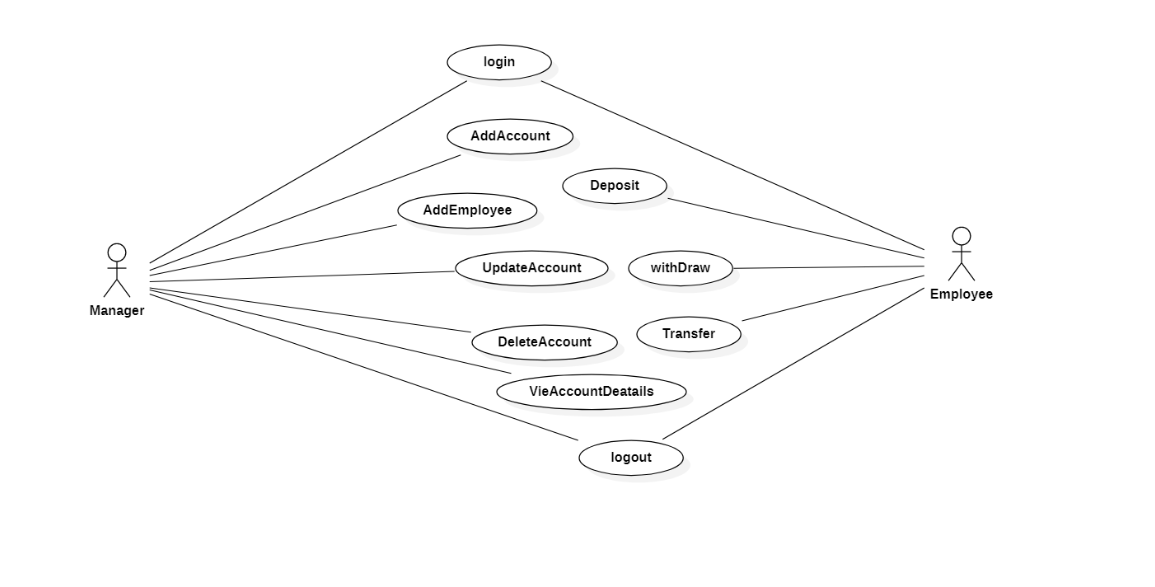 login
AddAccount
Deposit
AddEmployee
UpdateAccount
withDraw
Manager
Employee
DeleteAccount
Transfer
VieAccountDeatails
logout